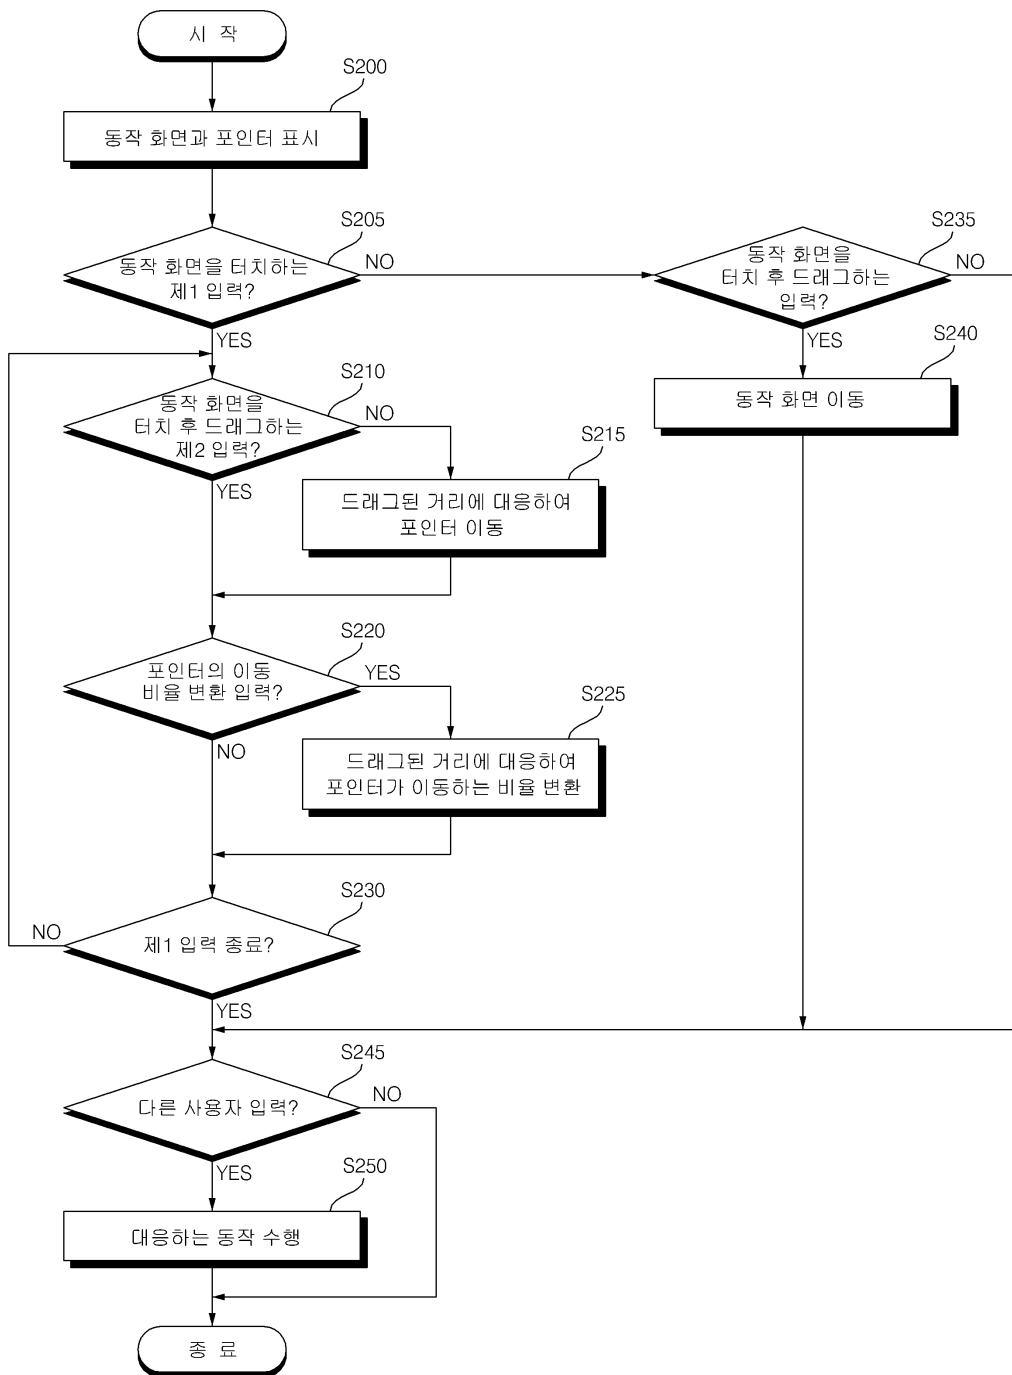 시 작
S200
동작 화면과 포인터 표시
S205
동작 화면을 터치하는
제1 입력?
NO
YES
S235
동작 화면을
터치 후 드래그하는
입력?
NO
YES
S240
동작 화면 이동
S210
동작 화면을
터치 후 드래그하는
제2 입력?
NO
YES
S215
드래그된 거리에 대응하여
포인터 이동
S220
포인터의 이동
비율 변환 입력?
YES
NO
S225
드래그된 거리에 대응하여
포인터가 이동하는 비율 변환
S230
제1 입력 종료?
NO
YES
S245
다른 사용자 입력?
NO
YES
S250
대응하는 동작 수행
종 료